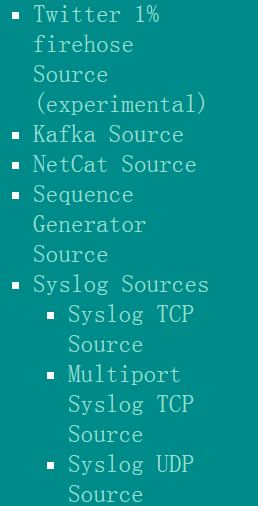 Twitter 1%
firehose
Source
(experimental)
Kafka Source
NetCat Source
Sequence
Generator
Source
Syslog Sources
Syslog TCP
Source
Multiport
Syslog TCP
Source
Syslog UDP
Source